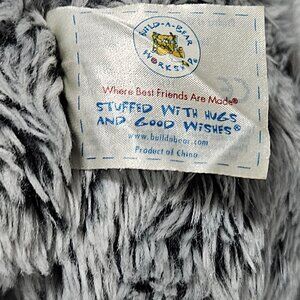 BUILD-A-BEAR
WORKSHOP
Where Best Friends Are Made®
STUFFED WITH HUGS
AND GOOD WISHES®
www.buildabear.com
Product of China